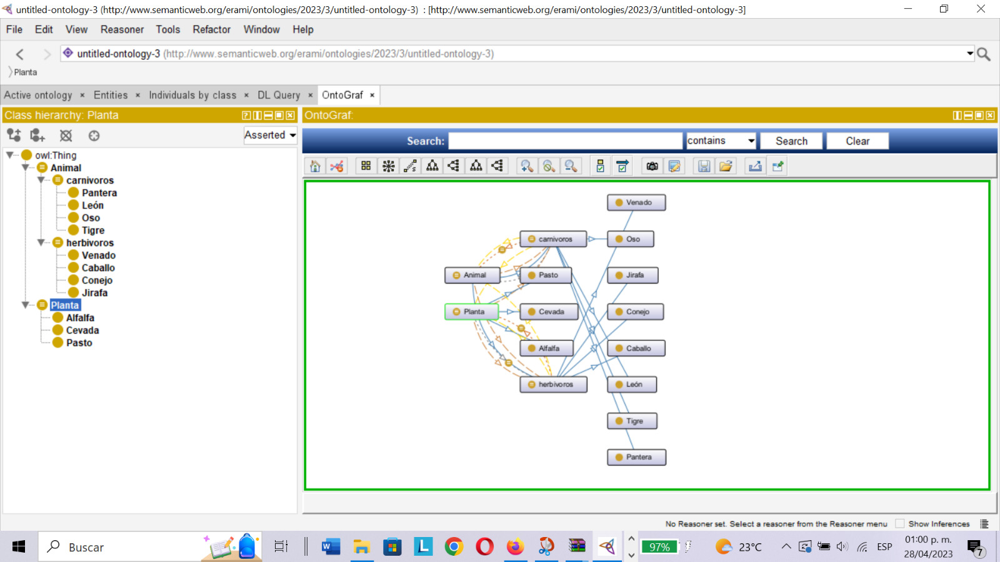 untitled-ontology-3 (http://www.semanticweb.org/erami/ontologies/2023/3/untitled-ontology-3) : [http://www.semanticweb.org/erami/ontologies/2023/3/untitled-ontology-3]
File Edit View Reasoner Tools Refactor Window Help
untitled-ontology-3 (http://www.semanticweb.org/erami/ontologies/2023/3/untitled-ontology-3)
Planta
Active ontology × Entities × Individuals by class × DL Query × OntoGraf ×
Class hierarchy: Planta
Asserted
owl:Thing
Animal
carnivoros
Pantera
León
Oso
Tigre
herbivoros
Venado
Caballo
Conejo
Jirafa
Planta
Alfalfa
Cevada
Pasto
OntoGraf:
Search: contains Search Clear
Venado
carnivoros Oso
Animal Pasto Jirafa
Planta Cevada Conejo
Alfalfa Caballo
herbivoros León
Tigre
Pantera
No Reasoner set. Select a reasoner from the Reasoner menu Show Inferences
Buscar
W
L
97%
23°C
ESP
01:00 p. m.
28/04/2023
7